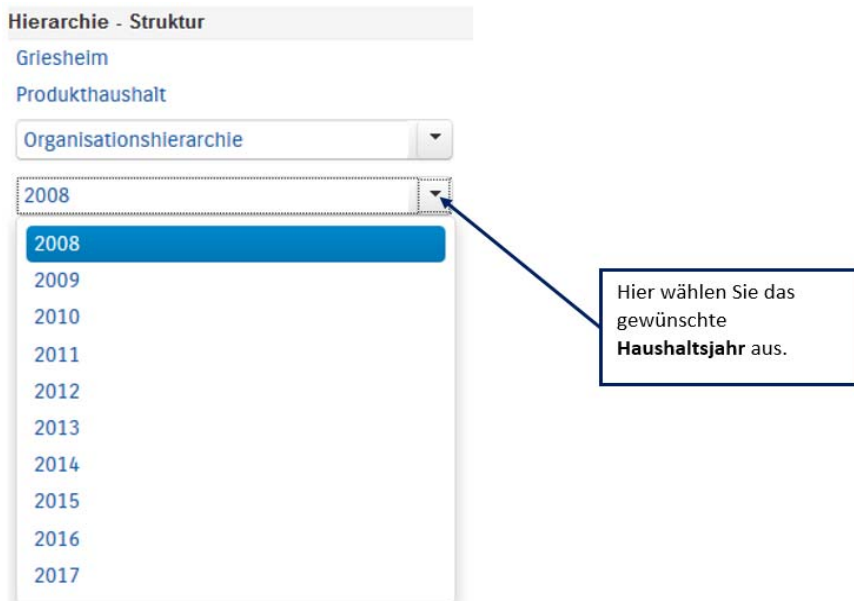 Hierarchie - Struktur
Griesheim
Produkthaushalt
Organisationshierarchie
2008
2008
2009
2010
2011
2012
2013
2014
2015
2016
2017
Hier wählen Sie das
gewünschte
Haushaltsjahr aus.